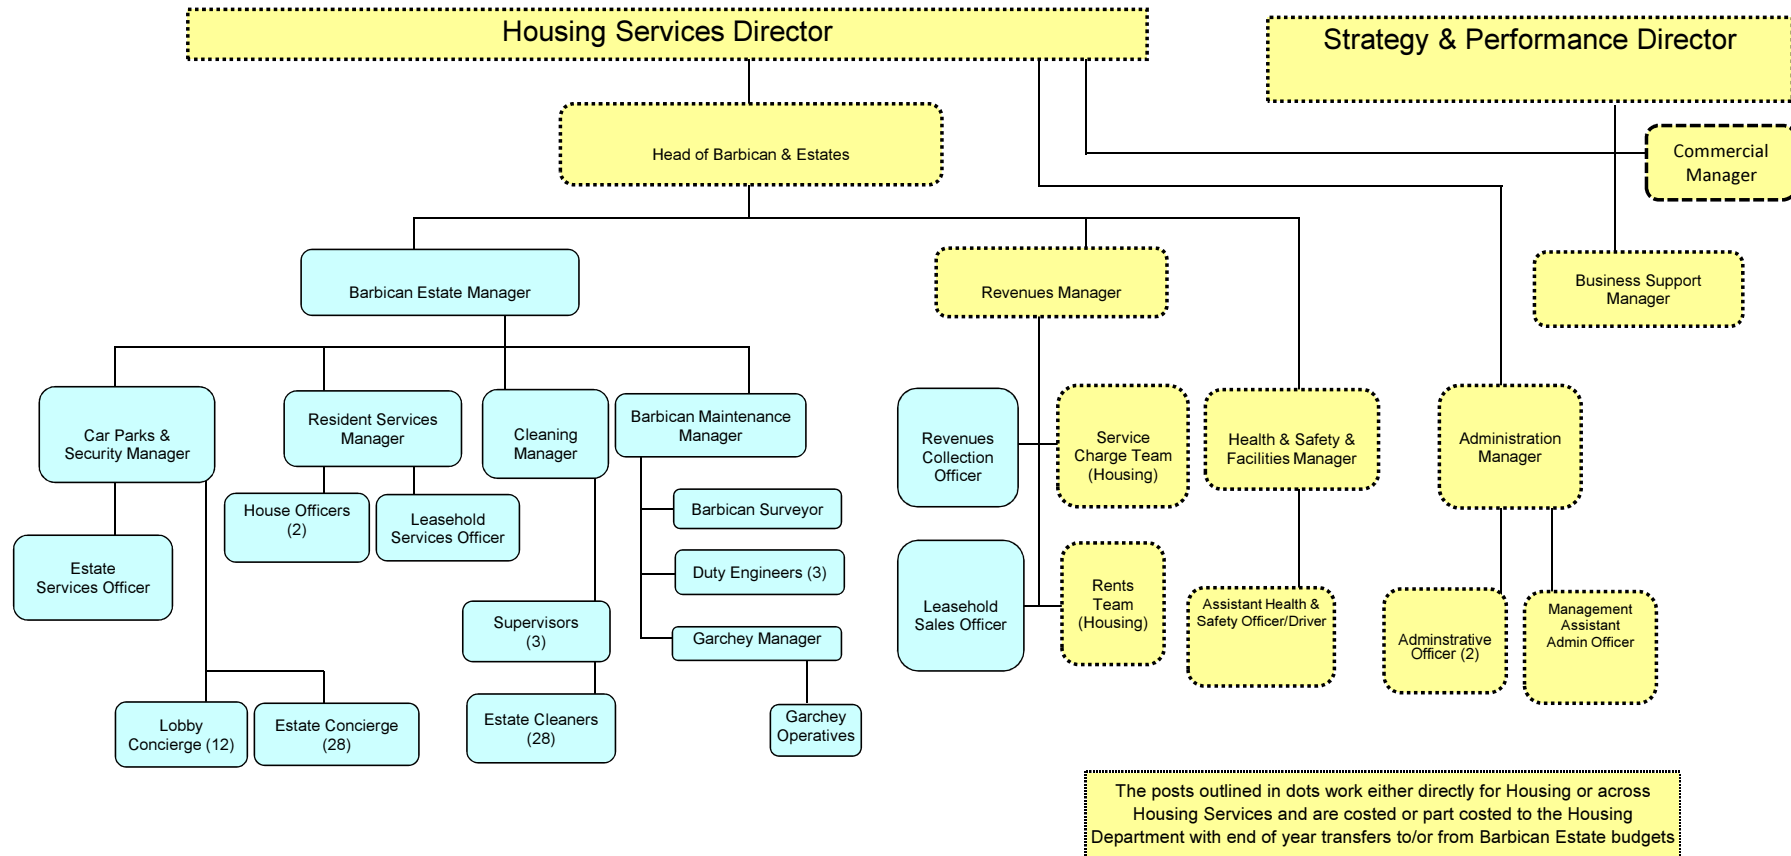 Housing Services Director
Strategy & Performance Director
Head of Barbican & Estates
Commercial
Manager
Barbican Estate Manager
Revenues Manager
Business Support
Manager
Car Parks &
Security Manager
Resident Services
Manager
Cleaning
Manager
Barbican Maintenance
Manager
Revenues
Collection
Officer
Service
Charge Team
(Housing)
Health & Safety &
Facilities Manager
Administration
Manager
House Officers
(2)
Leasehold
Services Officer
Barbican Surveyor
Estate
Services Officer
Duty Engineers (3)
Supervisors
(3)
Garchey Manager
Leasehold
Sales Officer
Rents
Team
(Housing)
Assistant Health &
Safety Officer/Driver
Adminstrative
Officer (2)
Management
Assistant
Admin Officer
Lobby
Concierge (12)
Estate Concierge
(28)
Estate Cleaners
(28)
Garchey
Operatives
The posts outlined in dots work either directly for Housing or across
Housing Services and are costed or part costed to the Housing
Department with end of year transfers to/or from Barbican Estate budgets